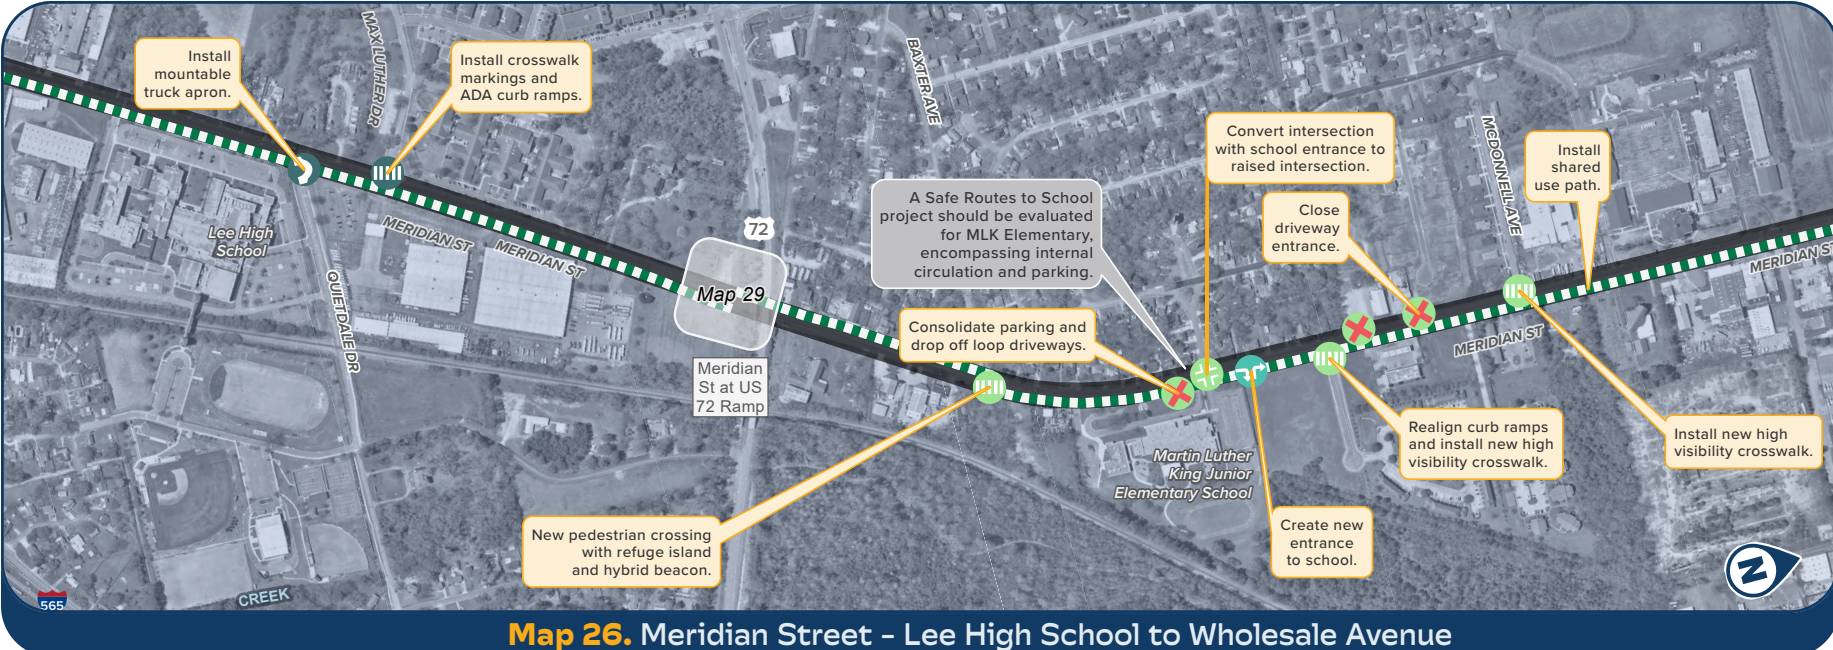 Install
mountable
truck apron.
MAX LUTHER DR
Install crosswalk
markings and
ADA curb ramps.
BAXTER AVE
Convert intersection
with school entrance to
raised intersection.
MCDONNELL AVE
Install
shared
use path.
A Safe Routes to School
project should be evaluated
for MLK Elementary,
encompassing internal
circulation and parking.
Close
driveway
entrance.
Lee High
School
MERIDIAN ST
MERIDIAN ST
72
MERIDIAN ST
QUIETDALE DR
Map 29
Consolidate parking and
drop off loop driveways.
MERIDIAN ST
Meridian
St at US
72 Ramp
Realign curb ramps
and install new high
visibility crosswalk.
Install new high
visibility crosswalk.
Martin Luther
King Junior
Elementary School
New pedestrian crossing
with refuge island
and hybrid beacon.
Create new
entrance
to school.
N
565
CREEK
Map 26. Meridian Street - Lee High School to Wholesale Avenue